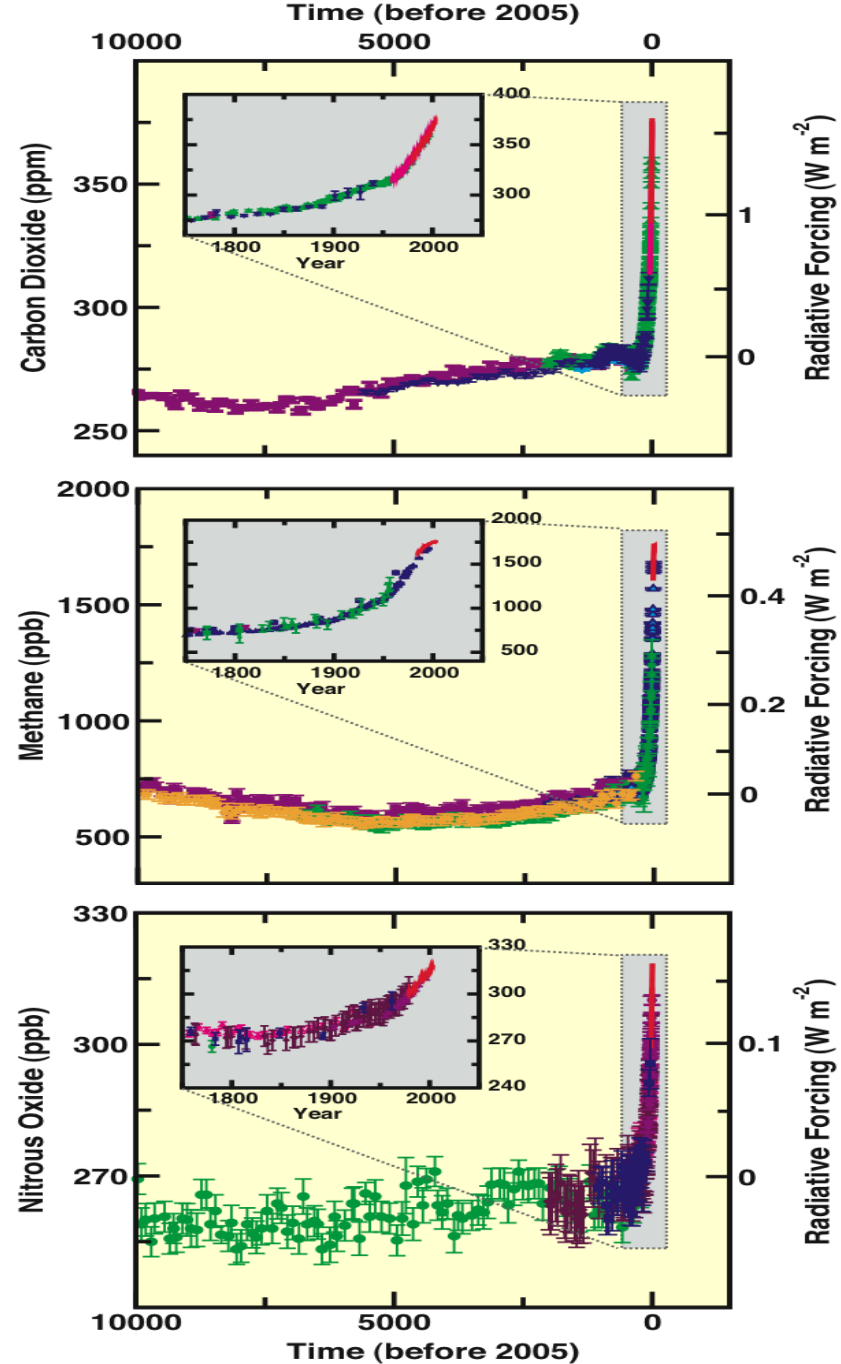 Time (before 2005)
10000 5000 0
Carbon Dioxide (ppm)
350
300
250
400
350
300
1800 1900 2000
Year
1
0
Radiative Forcing (W m-2)
Methane (ppb)
2000
1500
1000
500
2000
1500
1000
500
1800 1900 2000
Year
0.4
0.2
0
Radiative Forcing (W m-2)
Nitrous Oxide (ppb)
330
300
270
330
300
270
240
1800 1900 2000
Year
0.1
0
Radiative Forcing (W m-2)
10000 5000 0
Time (before 2005)